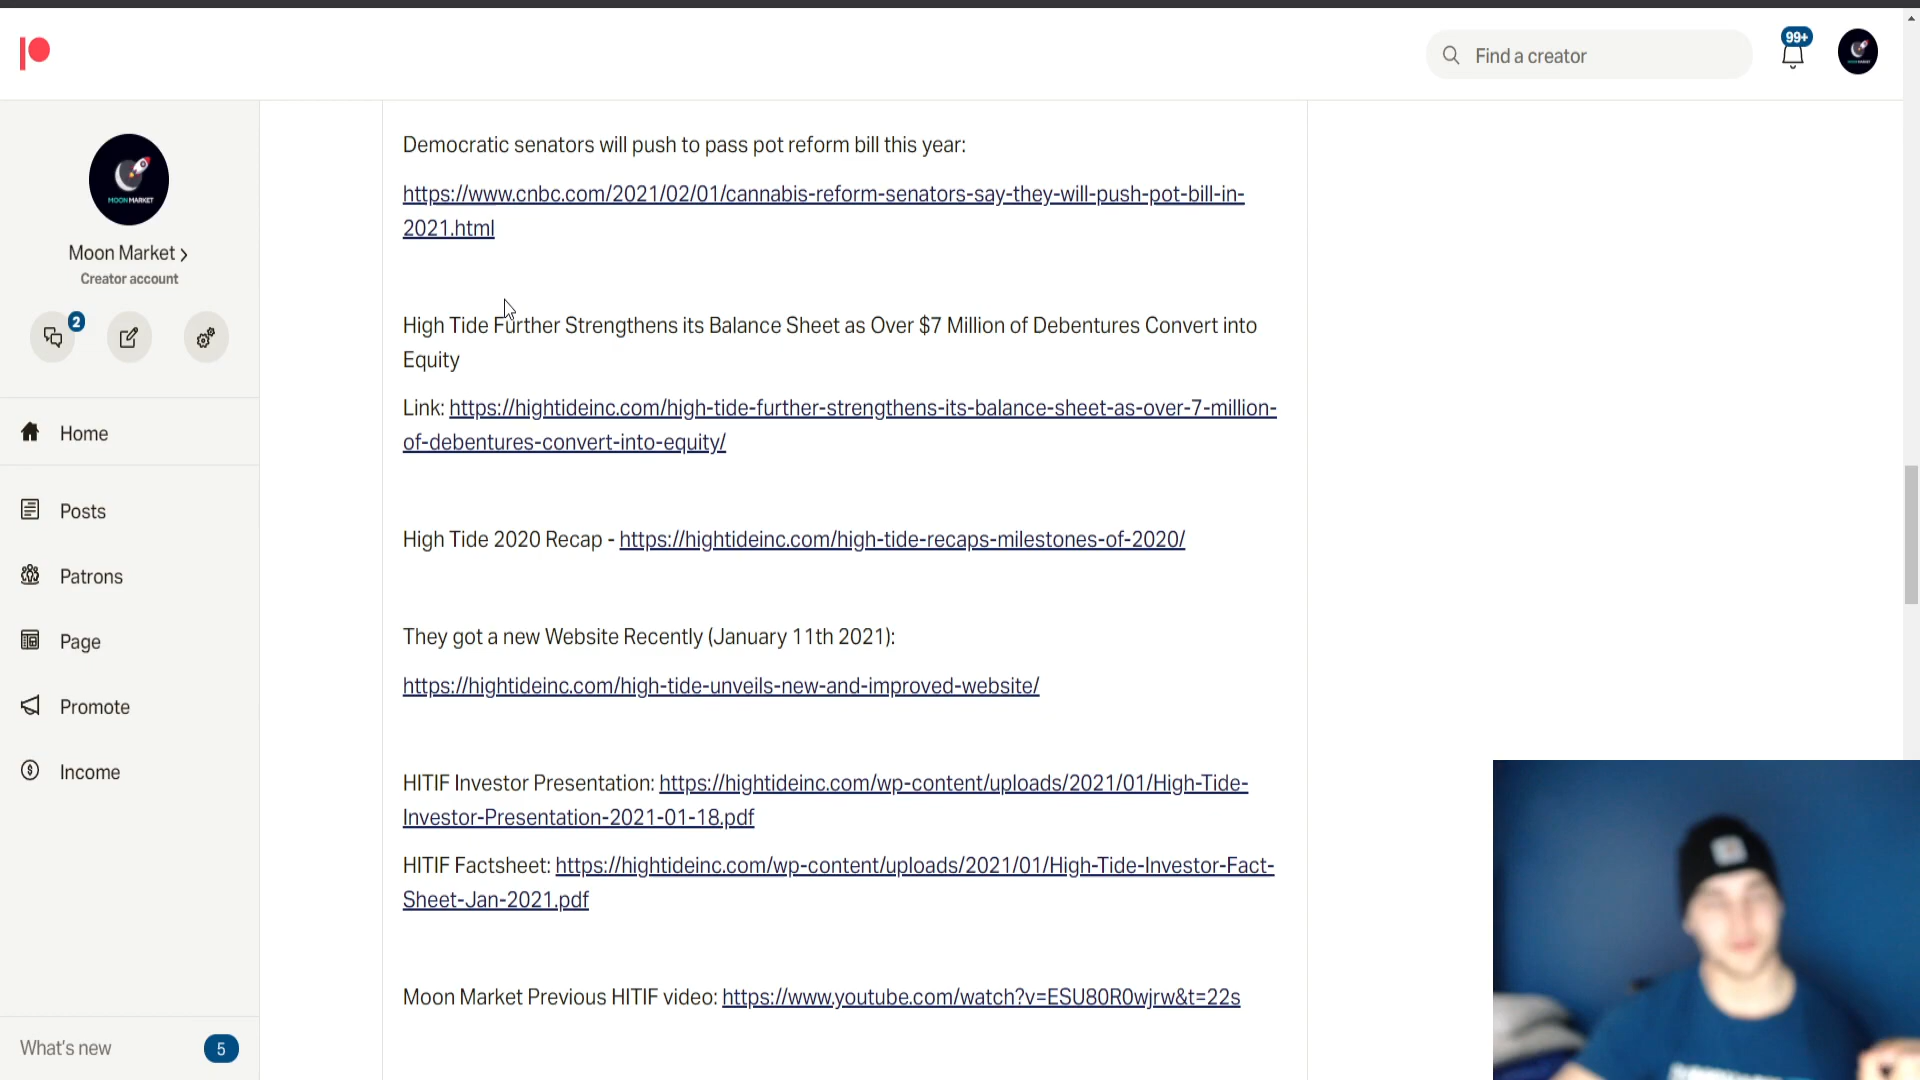 Find a creator
99+
MOON MARKET
Moon Market
Creator account
2
Home
Posts
Patrons
Page
Promote
Income
What's new
5
Democratic senators will push to pass pot reform bill this year:
https://www.cnbc.com/2021/02/01/cannabis-reform-senators-say-they-will-push-pot-bill-in-
2021.html
High Tide Further Strengthens its Balance Sheet as Over $7 Million of Debentures Convert into
Equity
Link: https://hightideinc.com/high-tide-further-strengthens-its-balance-sheet-as-over-7-million-
of-debentures-convert-into-equity/
High Tide 2020 Recap - https://hightideinc.com/high-tide-recaps-milestones-of-2020/
They got a new Website Recently (January 11th 2021):
https://hightideinc.com/high-tide-unveils-new-and-improved-website/
HITIF Investor Presentation: https://hightideinc.com/wp-content/uploads/2021/01/High-Tide-
Investor-Presentation-2021-01-18.pdf
HITIF Factsheet: https://hightideinc.com/wp-content/uploads/2021/01/High-Tide-Investor-Fact-
Sheet-Jan-2021.pdf
Moon Market Previous HITIF video: https://www.youtube.com/watch?v=ESU80R0wjrw&t=22s